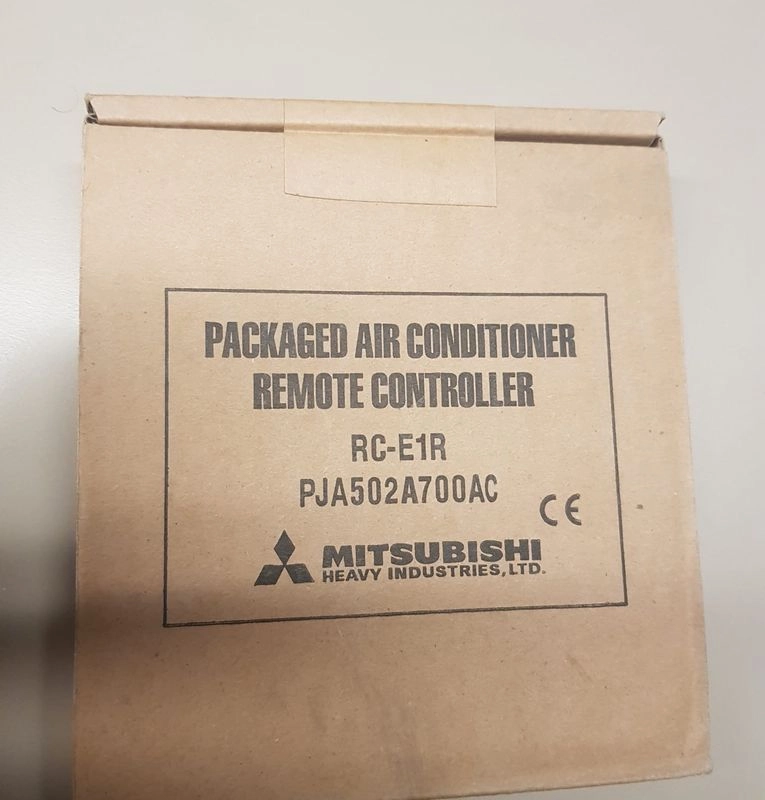 PACKAGED AIR CONDITIONER
REMOTE CONTROLLER
RC-E1R
PJA502A700AC
CE
MITSUBISHI
HEAVY INDUSTRIES, LTD.